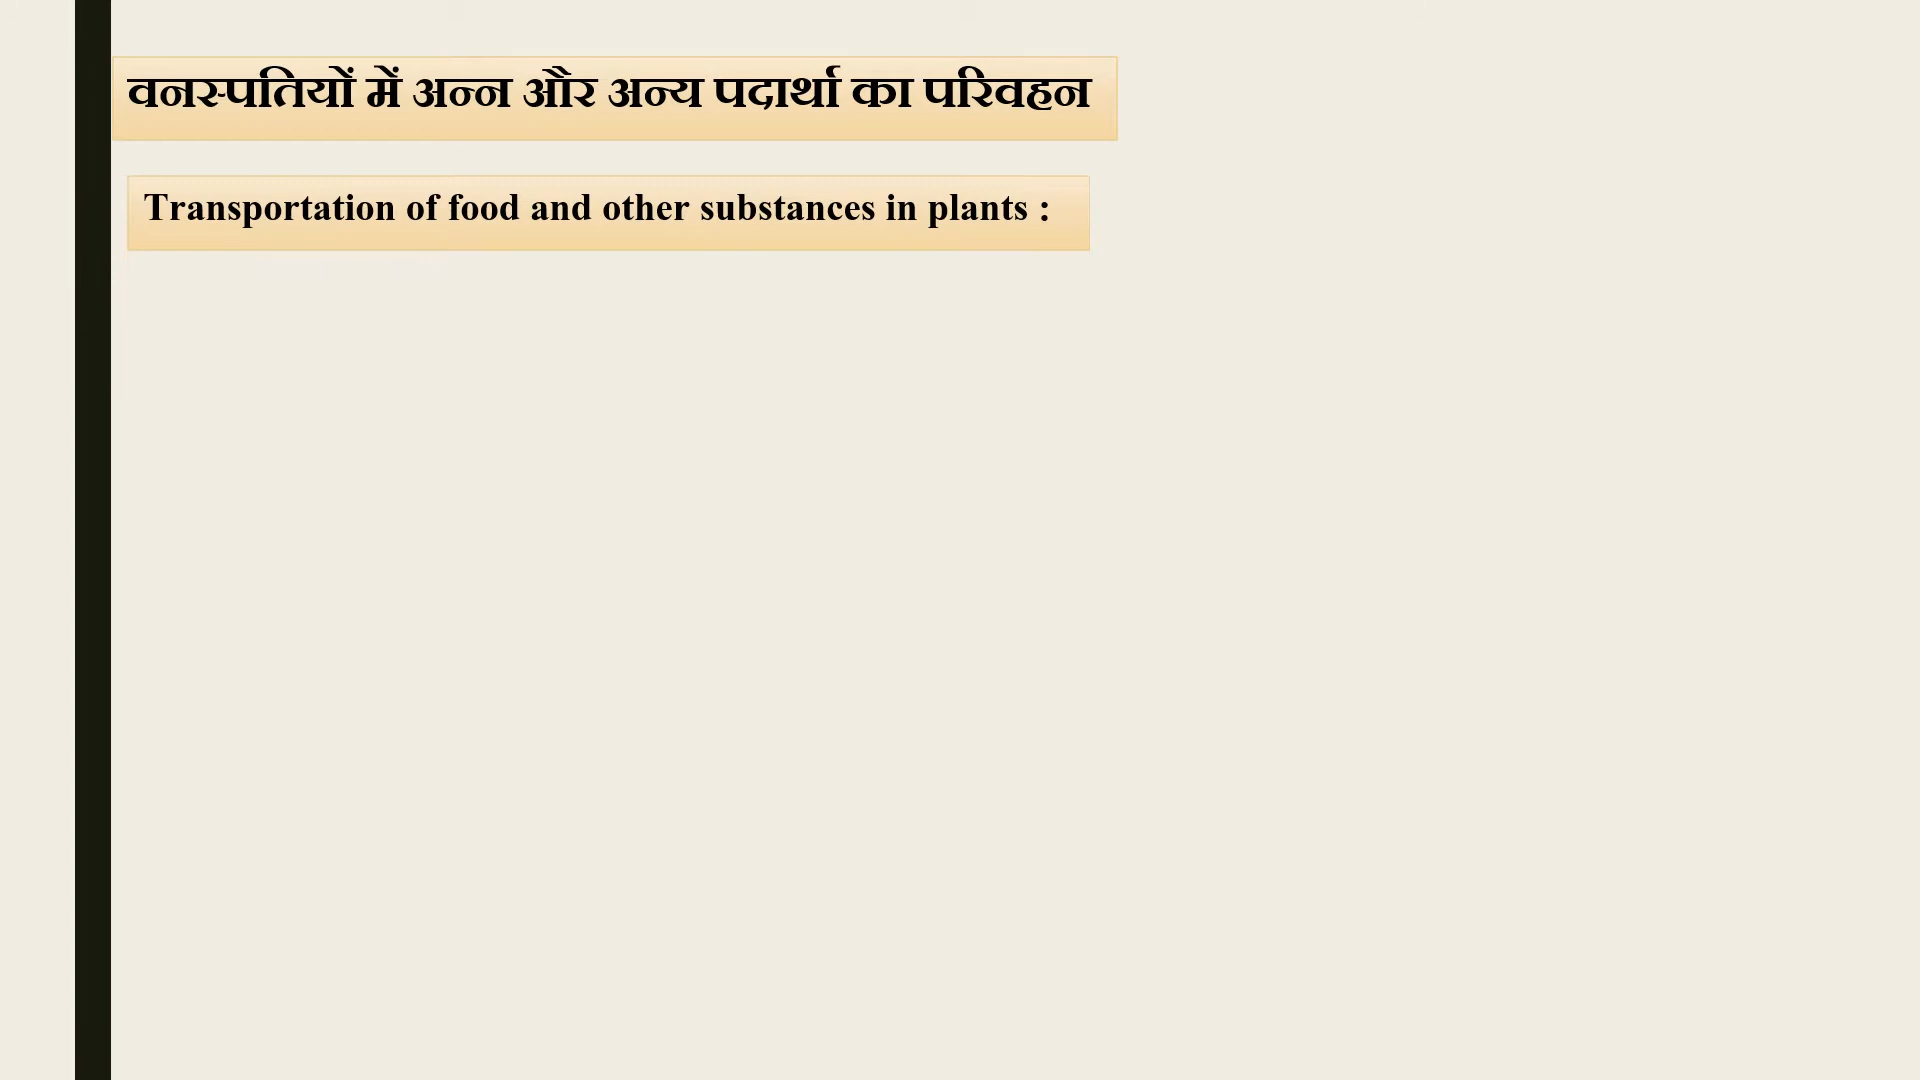 वनस्पतियों में अन्न और अन्य पदार्था का परिवहन
Transportation of food and other substances in plants :